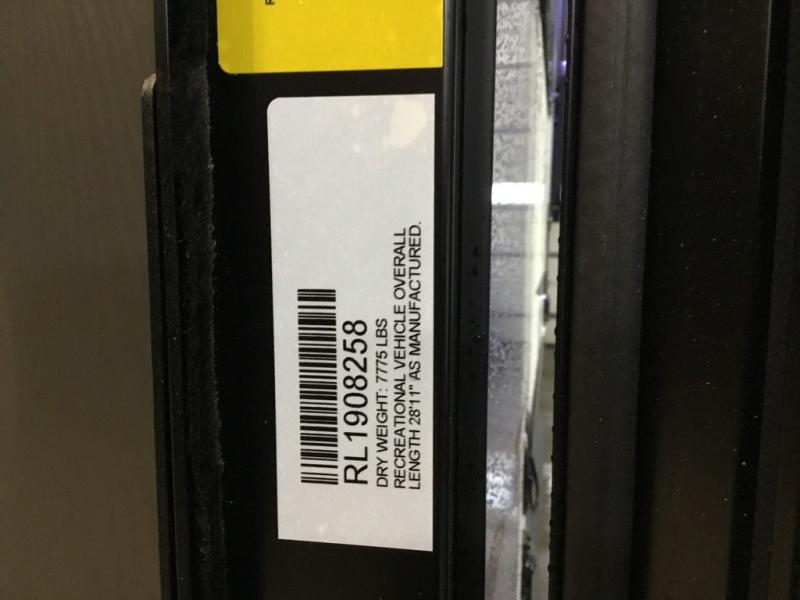 RL1908258
DRY WEIGHT: 7775 LBS
RECREATIONAL VEHICLE OVERALL
LENGTH 28'11" AS MANUFACTURED.